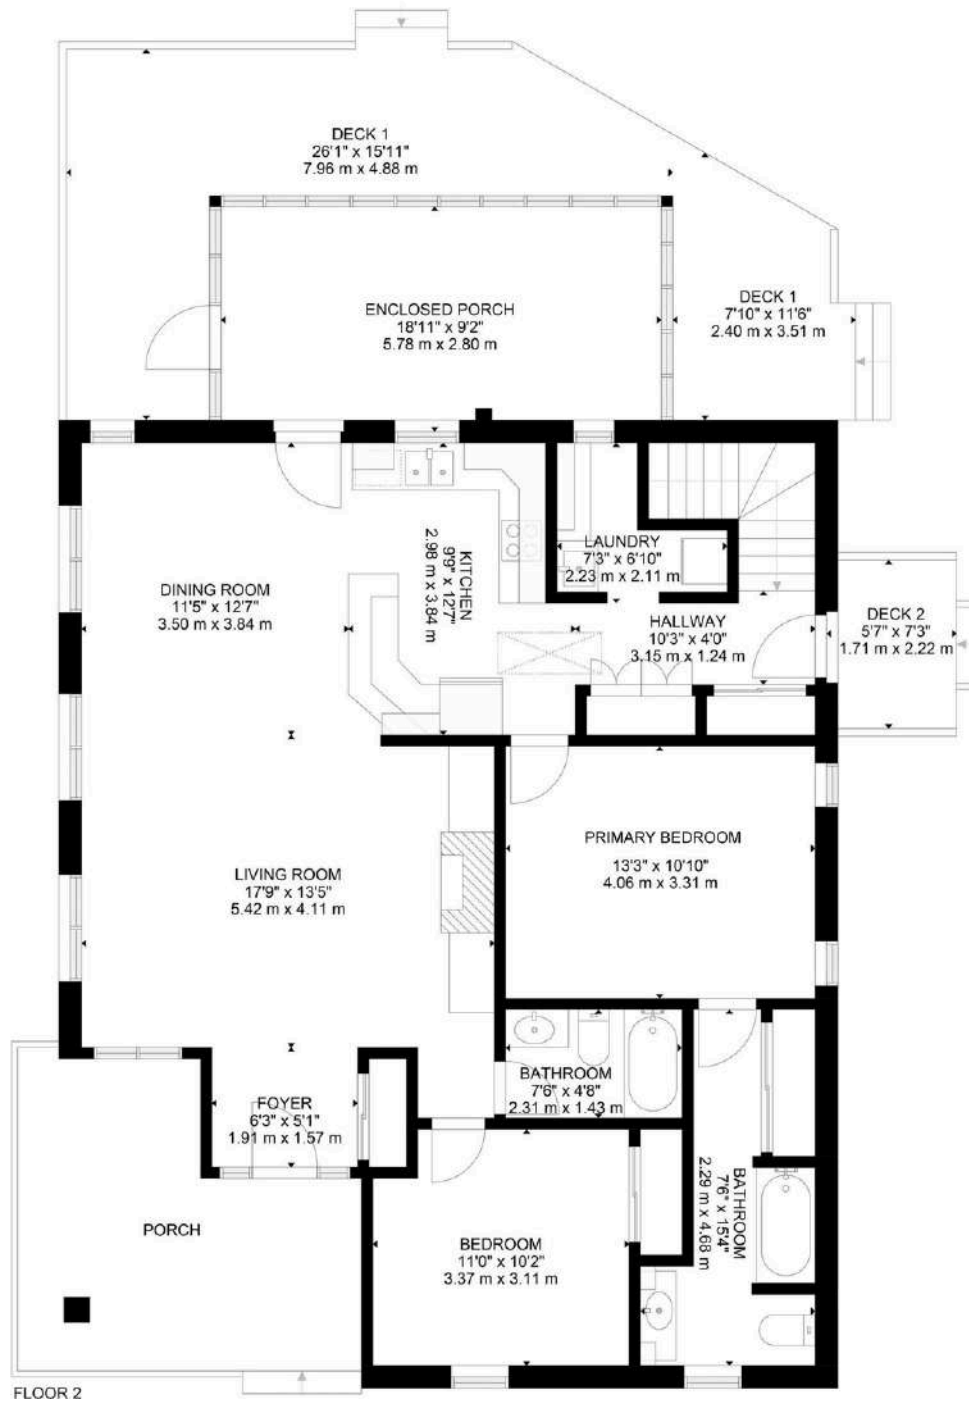 DECK 1
26'1" x 15'11"
7.96 m x 4.88 m
ENCLOSED PORCH
18'11" x 9'2"
5.78 m x 2.80 m
DECK 1
7'10" x 11'6"
2.40 m x 3.51 m
DINING ROOM
11'5" x 12'7"
3.50 m x 3.84 m
KITCHEN
9'9" x 12'7"
2.98 m x 3.84 m
LAUNDRY
7'3" x 6'10"
2.23 m x 2.11 m
HALLWAY
10'3" x 4'0"
3.15 m x 1.24 m
DECK 2
5'7" x 7'3"
1.71 m x 2.22 m
LIVING ROOM
17'9" x 13'5"
5.42 m x 4.11 m
PRIMARY BEDROOM
13'3" x 10'10"
4.06 m x 3.31 m
BATHROOM
7'6" x 4'8"
2.31 m x 1.43 m
FOYER
6'3" x 5'1"
1.91 m x 1.57 m
BATHROOM
7'6" x 15'4"
2.29 m x 4.68 m
PORCH
BEDROOM
11'0" x 10'2"
3.37 m x 3.11 m
FLOOR 2